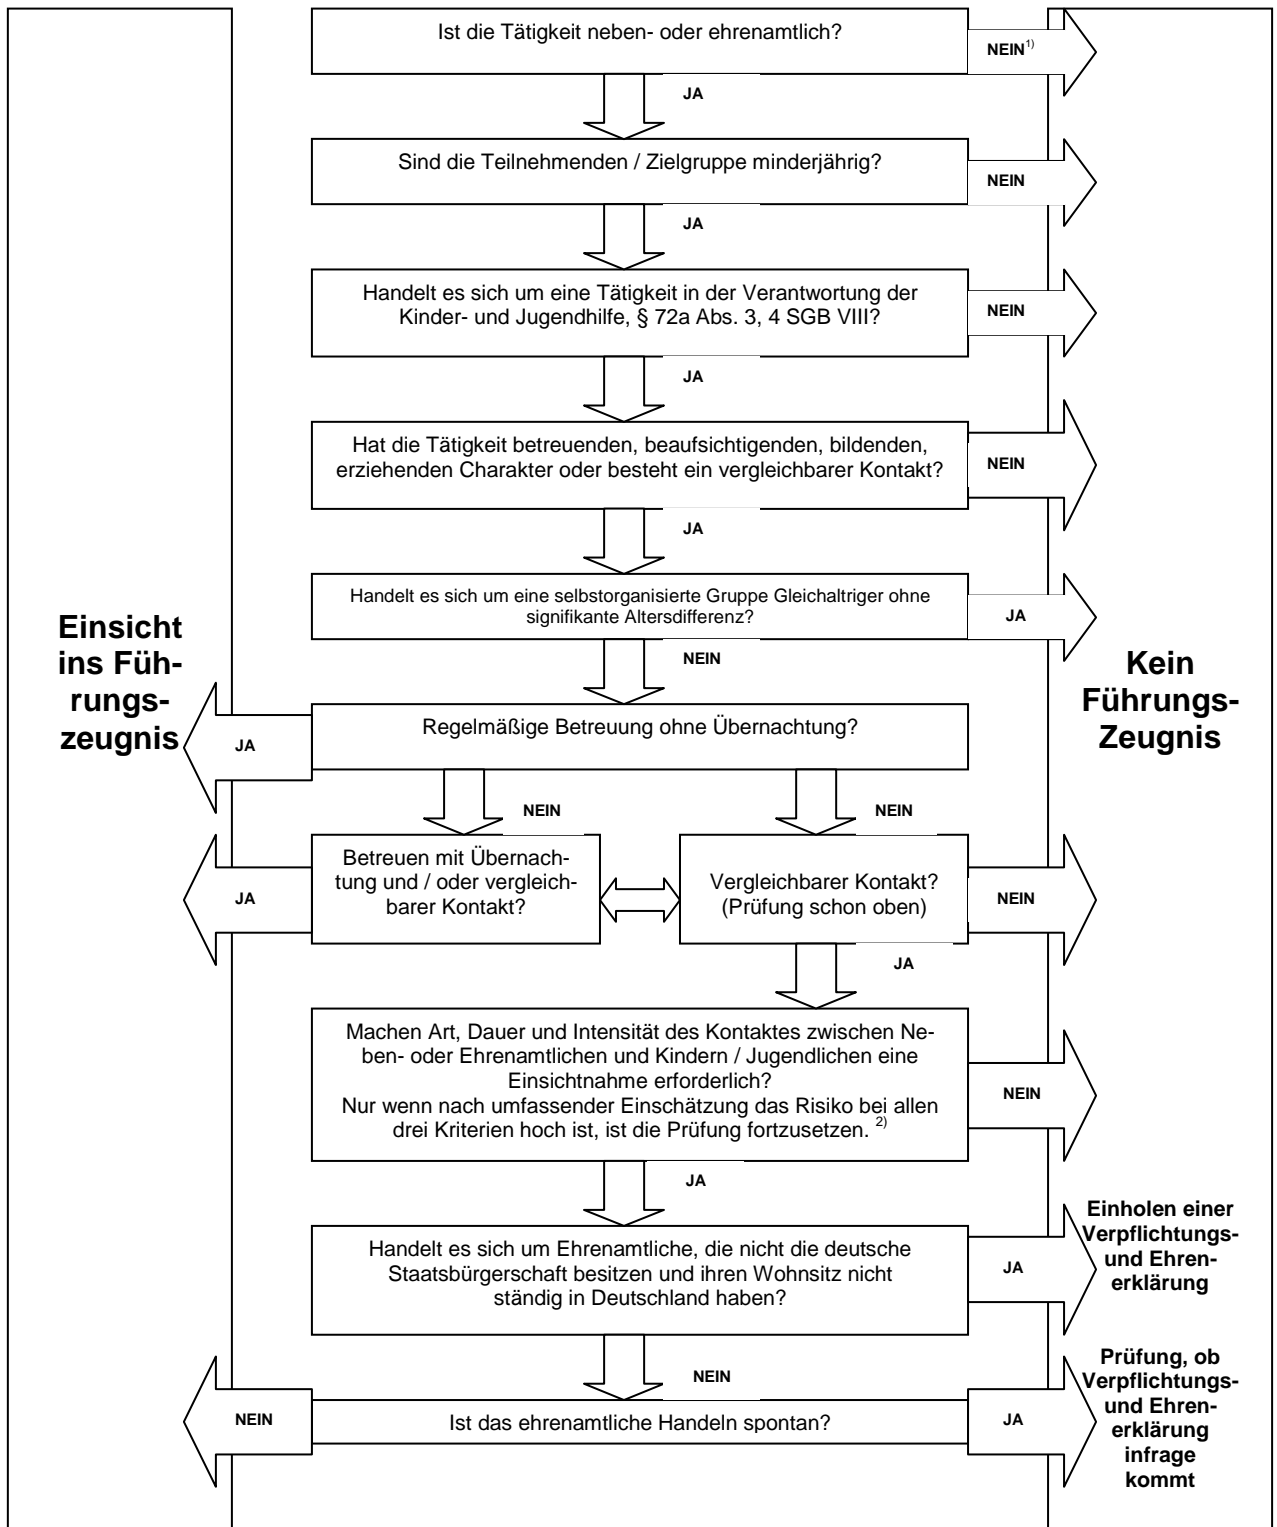 Ist die Tätigkeit neben- oder ehrenamtlich?
NEIN1)
JA
Sind die Teilnehmenden / Zielgruppe minderjährig?
NEIN
JA
Handelt es sich um eine Tätigkeit in der Verantwortung der
Kinder- und Jugendhilfe, § 72a Abs. 3, 4 SGB VIII?
NEIN
JA
Hat die Tätigkeit betreuenden, beaufsichtigenden, bildenden,
erziehenden Charakter oder besteht ein vergleichbarer Kontakt?
NEIN
JA
Handelt es sich um eine selbstorganisierte Gruppe Gleichaltriger ohne
signifikante Altersdifferenz?
JA
NEIN
Einsicht
ins Füh-
rungs-
zeugnis
Kein
Führungs-
Zeugnis
Regelmäßige Betreuung ohne Übernachtung?
JA
NEIN
NEIN
Betreuen mit Übernach-
tung und / oder vergleich-
barer Kontakt?
JA
Vergleichbarer Kontakt?
(Prüfung schon oben)
NEIN
JA
Machen Art, Dauer und Intensität des Kontaktes zwischen Ne-
ben- oder Ehrenamtlichen und Kindern / Jugendlichen eine
Einsichtnahme erforderlich?
Nur wenn nach umfassender Einschätzung das Risiko bei allen
drei Kriterien hoch ist, ist die Prüfung fortzusetzen. 2)
NEIN
JA
Handelt es sich um Ehrenamtliche, die nicht die deutsche
Staatsbürgerschaft besitzen und ihren Wohnsitz nicht
ständig in Deutschland haben?
JA
Einholen einer
Verpflichtungs-
und Ehren-
erklärung
NEIN
Ist das ehrenamtliche Handeln spontan?
NEIN
JA
Prüfung, ob
Verpflichtungs-
und Ehren-
erklärung
infrage
kommt